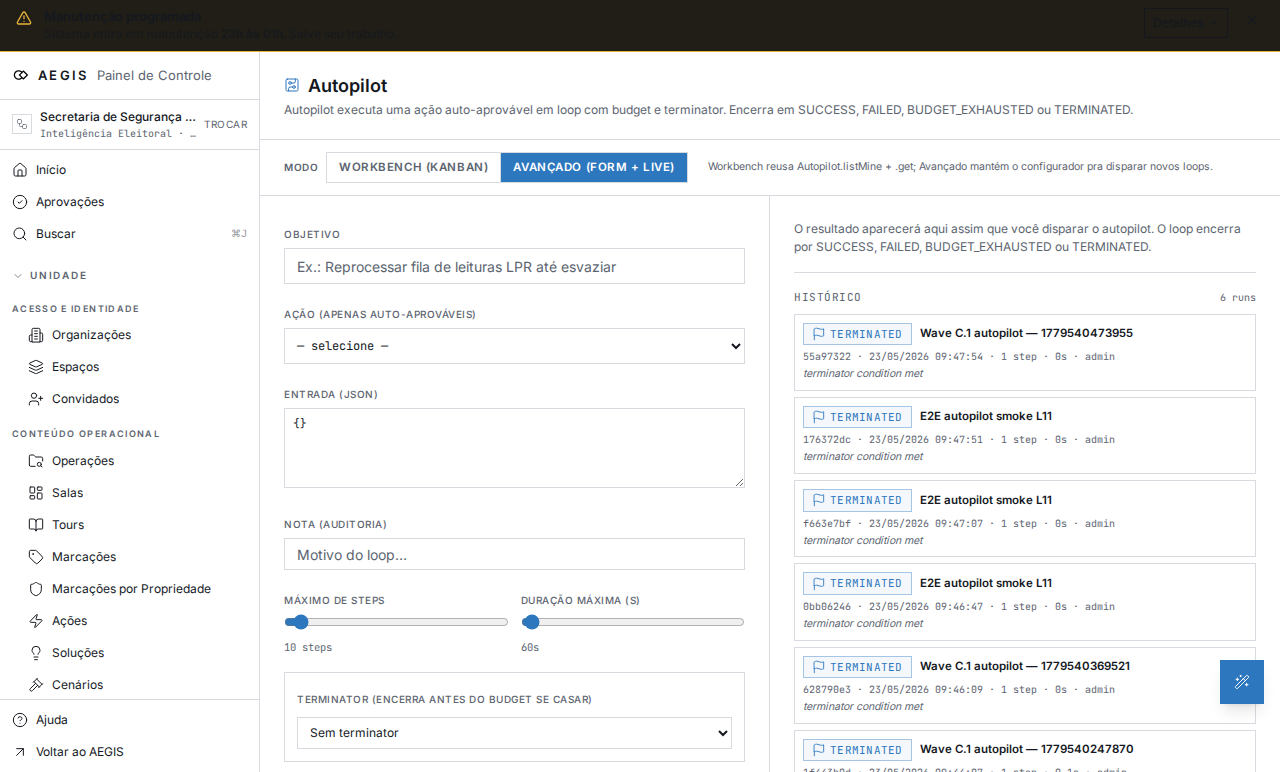 Manutenção programada
Sistema entra em manutenção 23h às 01h. Salve seu trabalho.
Detalhes
AEGIS Painel de Controle
Secretaria de Segurança ...
Inteligência Eleitoral · …
TROCAR
Início
Aprovações
Buscar ⌘J
UNIDADE
ACESSO E IDENTIDADE
Organizações
Espaços
Convidados
CONTEÚDO OPERACIONAL
Operações
Salas
Tours
Marcações
Marcações por Propriedade
Ações
Soluções
Cenários
Ajuda
Voltar ao AEGIS
Autopilot
Autopilot executa uma ação auto-aprovável em loop com budget e terminator. Encerra em SUCCESS, FAILED, BUDGET_EXHAUSTED ou TERMINATED.
MODO WORKBENCH (KANBAN) AVANÇADO (FORM + LIVE) Workbench reusa Autopilot.listMine + .get; Avançado mantém o configurador pra disparar novos loops.
OBJETIVO
Ex.: Reprocessar fila de leituras LPR até esvaziar
AÇÃO (APENAS AUTO-APROVÁVEIS)
— selecione —
ENTRADA (JSON)
{}
NOTA (AUDITORIA)
Motivo do loop...
MÁXIMO DE STEPS DURAÇÃO MÁXIMA (S)
10 steps 60s
TERMINATOR (ENCERRA ANTES DO BUDGET SE CASAR)
Sem terminator
O resultado aparecerá aqui assim que você disparar o autopilot. O loop encerra
por SUCCESS, FAILED, BUDGET_EXHAUSTED ou TERMINATED.
HISTÓRICO 6 runs
TERMINATED Wave C.1 autopilot — 1779540473955
55a97322 · 23/05/2026 09:47:54 · 1 step · 0s · admin
terminator condition met
TERMINATED E2E autopilot smoke L11
176372dc · 23/05/2026 09:47:51 · 1 step · 0s · admin
terminator condition met
TERMINATED E2E autopilot smoke L11
f663e7bf · 23/05/2026 09:47:07 · 1 step · 0s · admin
terminator condition met
TERMINATED E2E autopilot smoke L11
0bb06246 · 23/05/2026 09:46:47 · 1 step · 0s · admin
terminator condition met
TERMINATED Wave C.1 autopilot — 1779540369521
628790e3 · 23/05/2026 09:46:09 · 1 step · 0s · admin
terminator condition met
TERMINATED Wave C.1 autopilot — 1779540247870